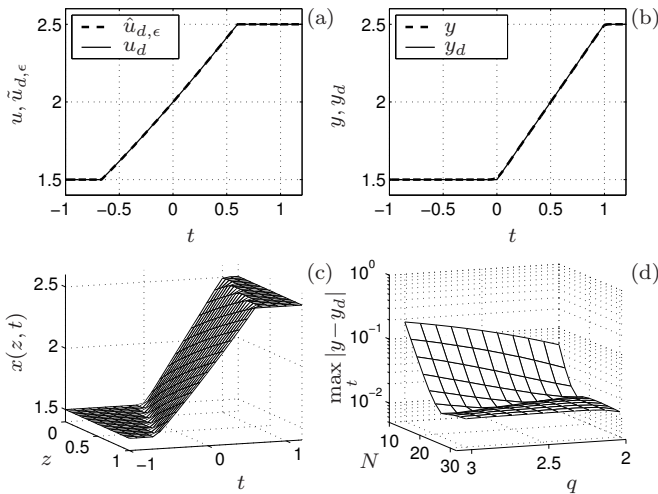 (a)
û_{d,ϵ}
u_d
u, ũ_{d,ϵ}
2.5
2
1.5
-1 -0.5 0 0.5 1
t
(b)
y
y_d
y, y_d
2.5
2
1.5
-1 -0.5 0 0.5 1
t
(c)
x(z, t)
2.5
2
1.5
0
0.5
1
z
-1 0 1
t
(d)
max_t |y−y_d|
10^0
10^{-1}
10^{-2}
10
20
30
N
3 2.5 2
q